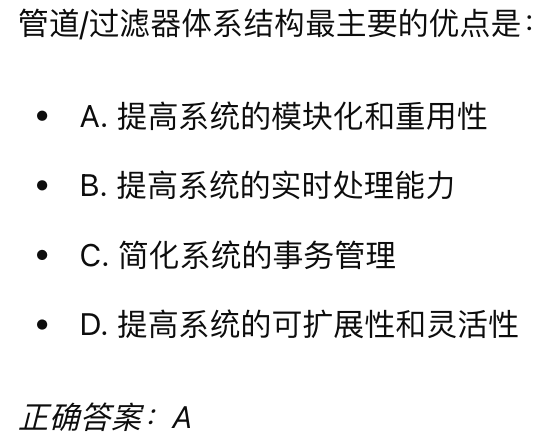 管道/过滤器体系结构最主要的优点是：
• A. 提高系统的模块化和重用性
• B. 提高系统的实时处理能力
• C. 简化系统的事务管理
• D. 提高系统的可扩展性和灵活性
正确答案：A